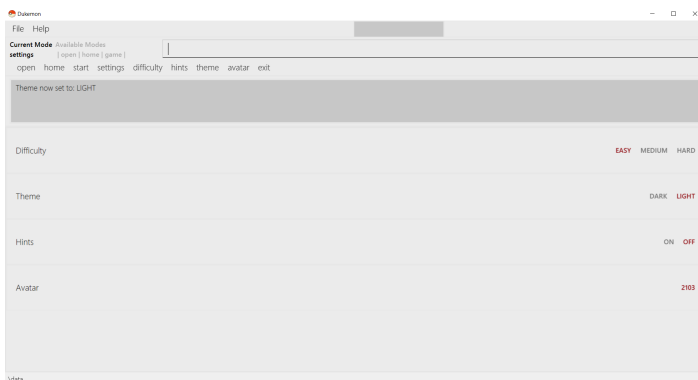 Dukemon
File Help
Current Mode Available Modes
settings | open | home | game |
open home start settings difficulty hints theme avatar exit
Theme now set to: LIGHT
Difficulty EASY MEDIUM HARD
Theme DARK LIGHT
Hints ON OFF
Avatar 2103
\data